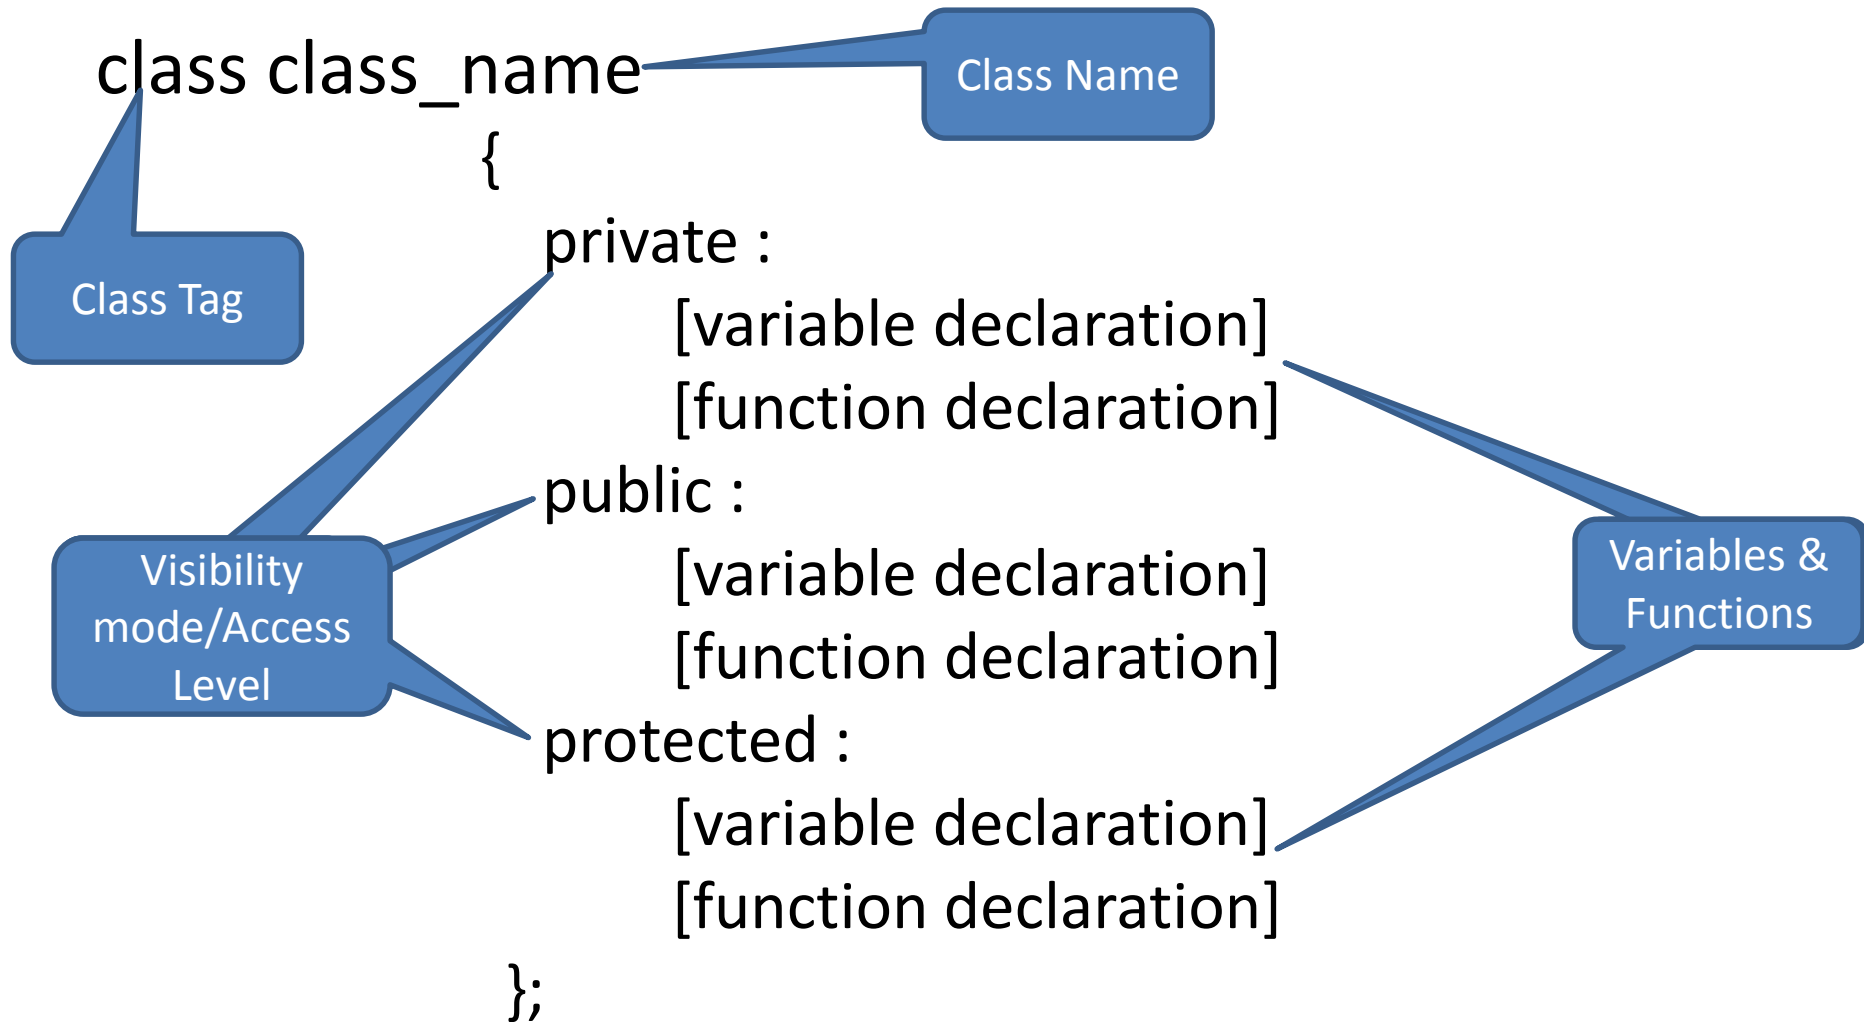 class class_name
Class Name
{
Class Tag
private :
[variable declaration]
[function declaration]
public :
Visibility
mode/Access
Level
[variable declaration]
[function declaration]
Variables &
Functions
protected :
[variable declaration]
[function declaration]
};